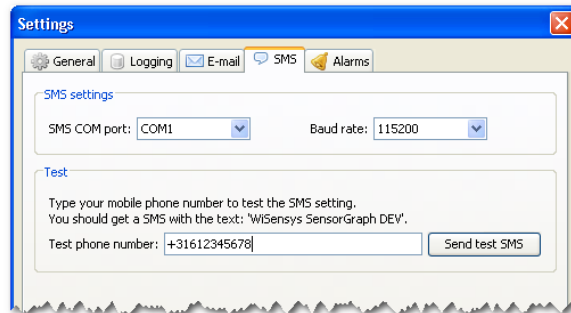 Settings
General Logging E-mail SMS Alarms
SMS settings
SMS COM port: COM1 Baud rate: 115200
Test
Type your mobile phone number to test the SMS setting.
You should get a SMS with the text: 'WiSensys SensorGraph DEV'.
Test phone number: +31612345678 Send test SMS